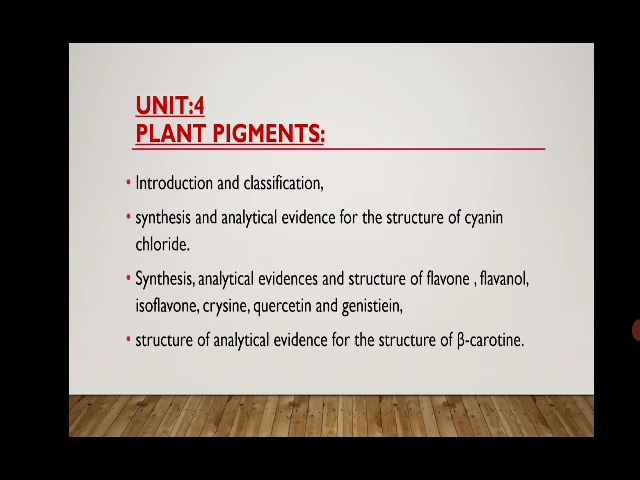 UNIT:4
PLANT PIGMENTS:
• Introduction and classification,
• synthesis and analytical evidence for the structure of cyanin
chloride.
• Synthesis, analytical evidences and structure of flavone , flavanol,
isoflavone, crysine, quercetin and genistiein,
• structure of analytical evidence for the structure of β-carotine.